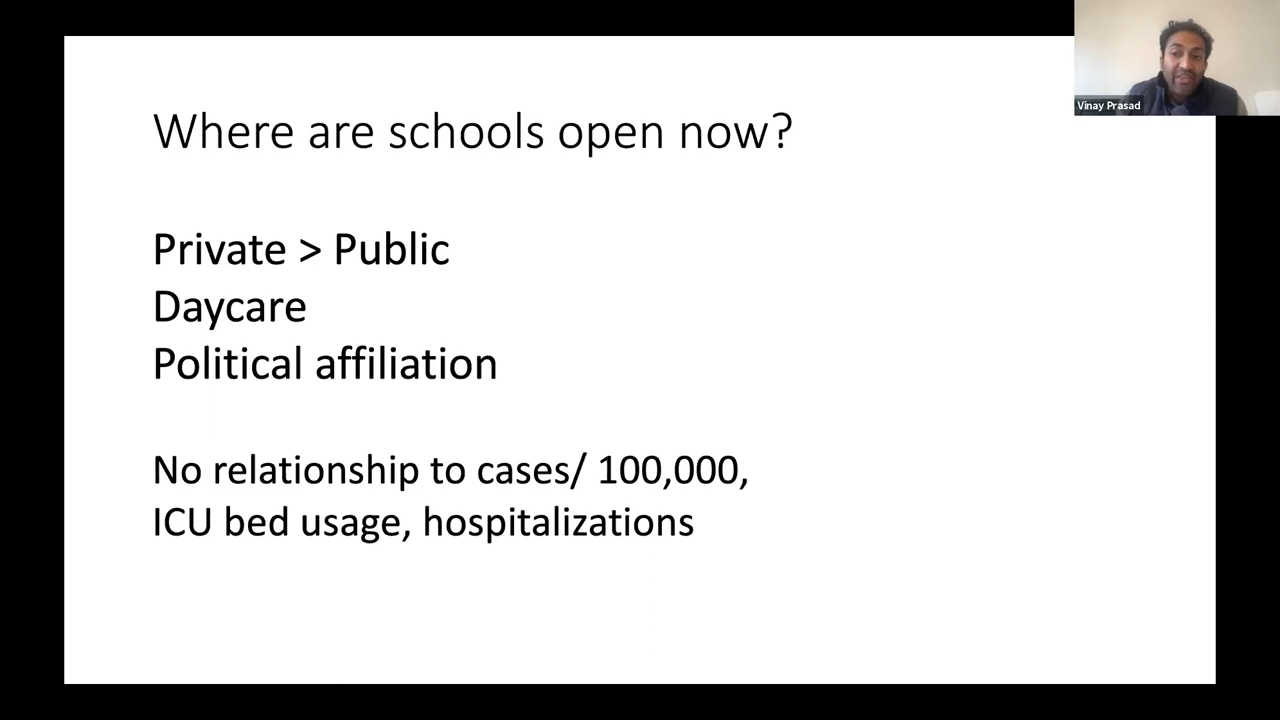 Vinay Prasad
Where are schools open now?
Private > Public
Daycare
Political affiliation
No relationship to cases/ 100,000,
ICU bed usage, hospitalizations